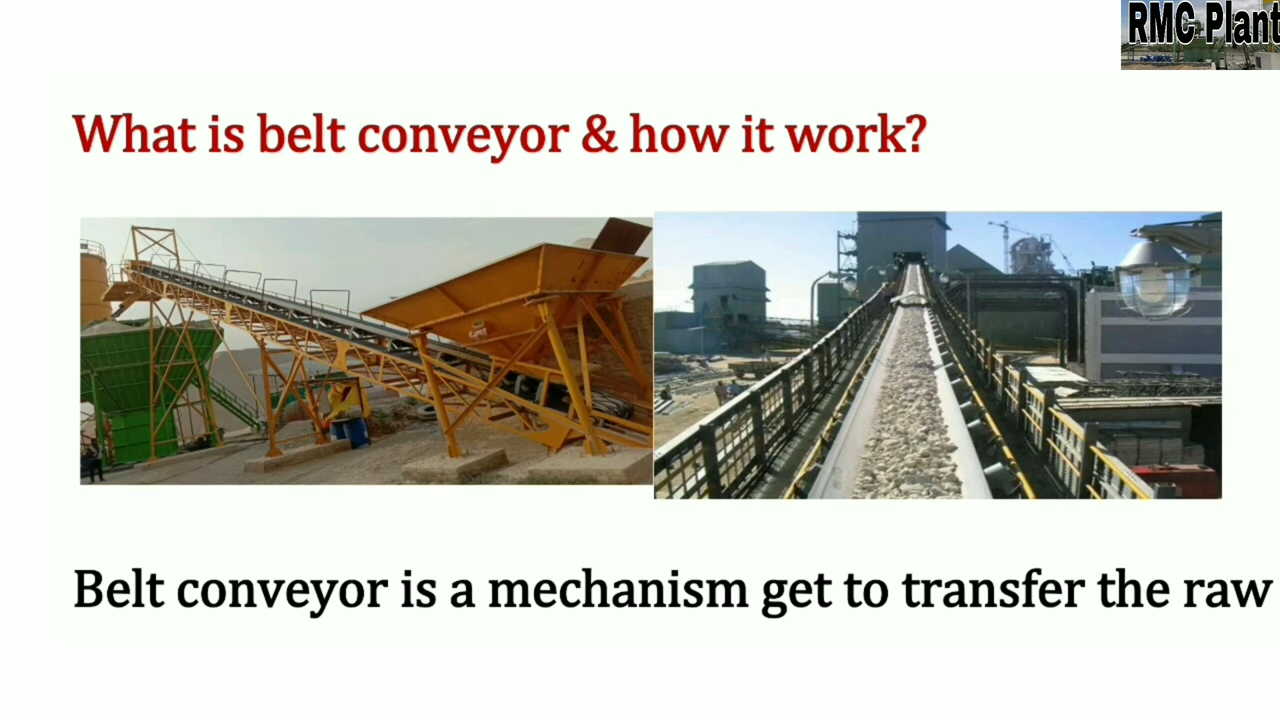 RMC Plant
What is belt conveyor & how it work?
Belt conveyor is a mechanism get to transfer the raw